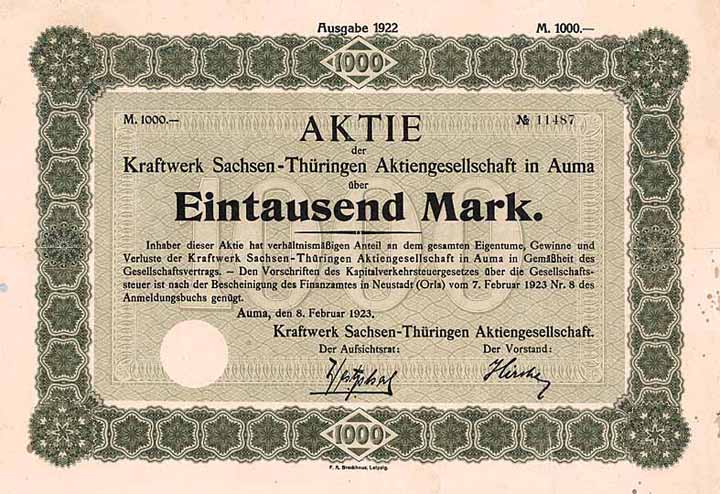 Ausgabe 1922 M. 1000.—
1000
M. 1000.— № 11487
AKTIE
der
Kraftwerk Sachsen-Thüringen Aktiengesellschaft in Auma
über
Eintausend Mark.
1000
Inhaber dieser Aktie hat verhältnismäßigen Anteil an dem gesamten Eigentume, Gewinne und
Verluste der Kraftwerk Sachsen-Thüringen Aktiengesellschaft in Auma in Gemäßheit des
Gesellschaftsvertrags. — Den Vorschriften des Kapitalverkehrsteuergesetzes über die Gesellschafts-
steuer ist nach der Bescheinigung des Finanzamtes in Neustadt (Orla) vom 7. Februar 1923 Nr. 8 des
Anmeldungsbuchs genügt.
Auma, den 8. Februar 1923.
Kraftwerk Sachsen-Thüringen Aktiengesellschaft.
Der Aufsichtsrat: Der Vorstand:
Westphal Hirsche
1000
F. A. Brockhaus, Leipzig.